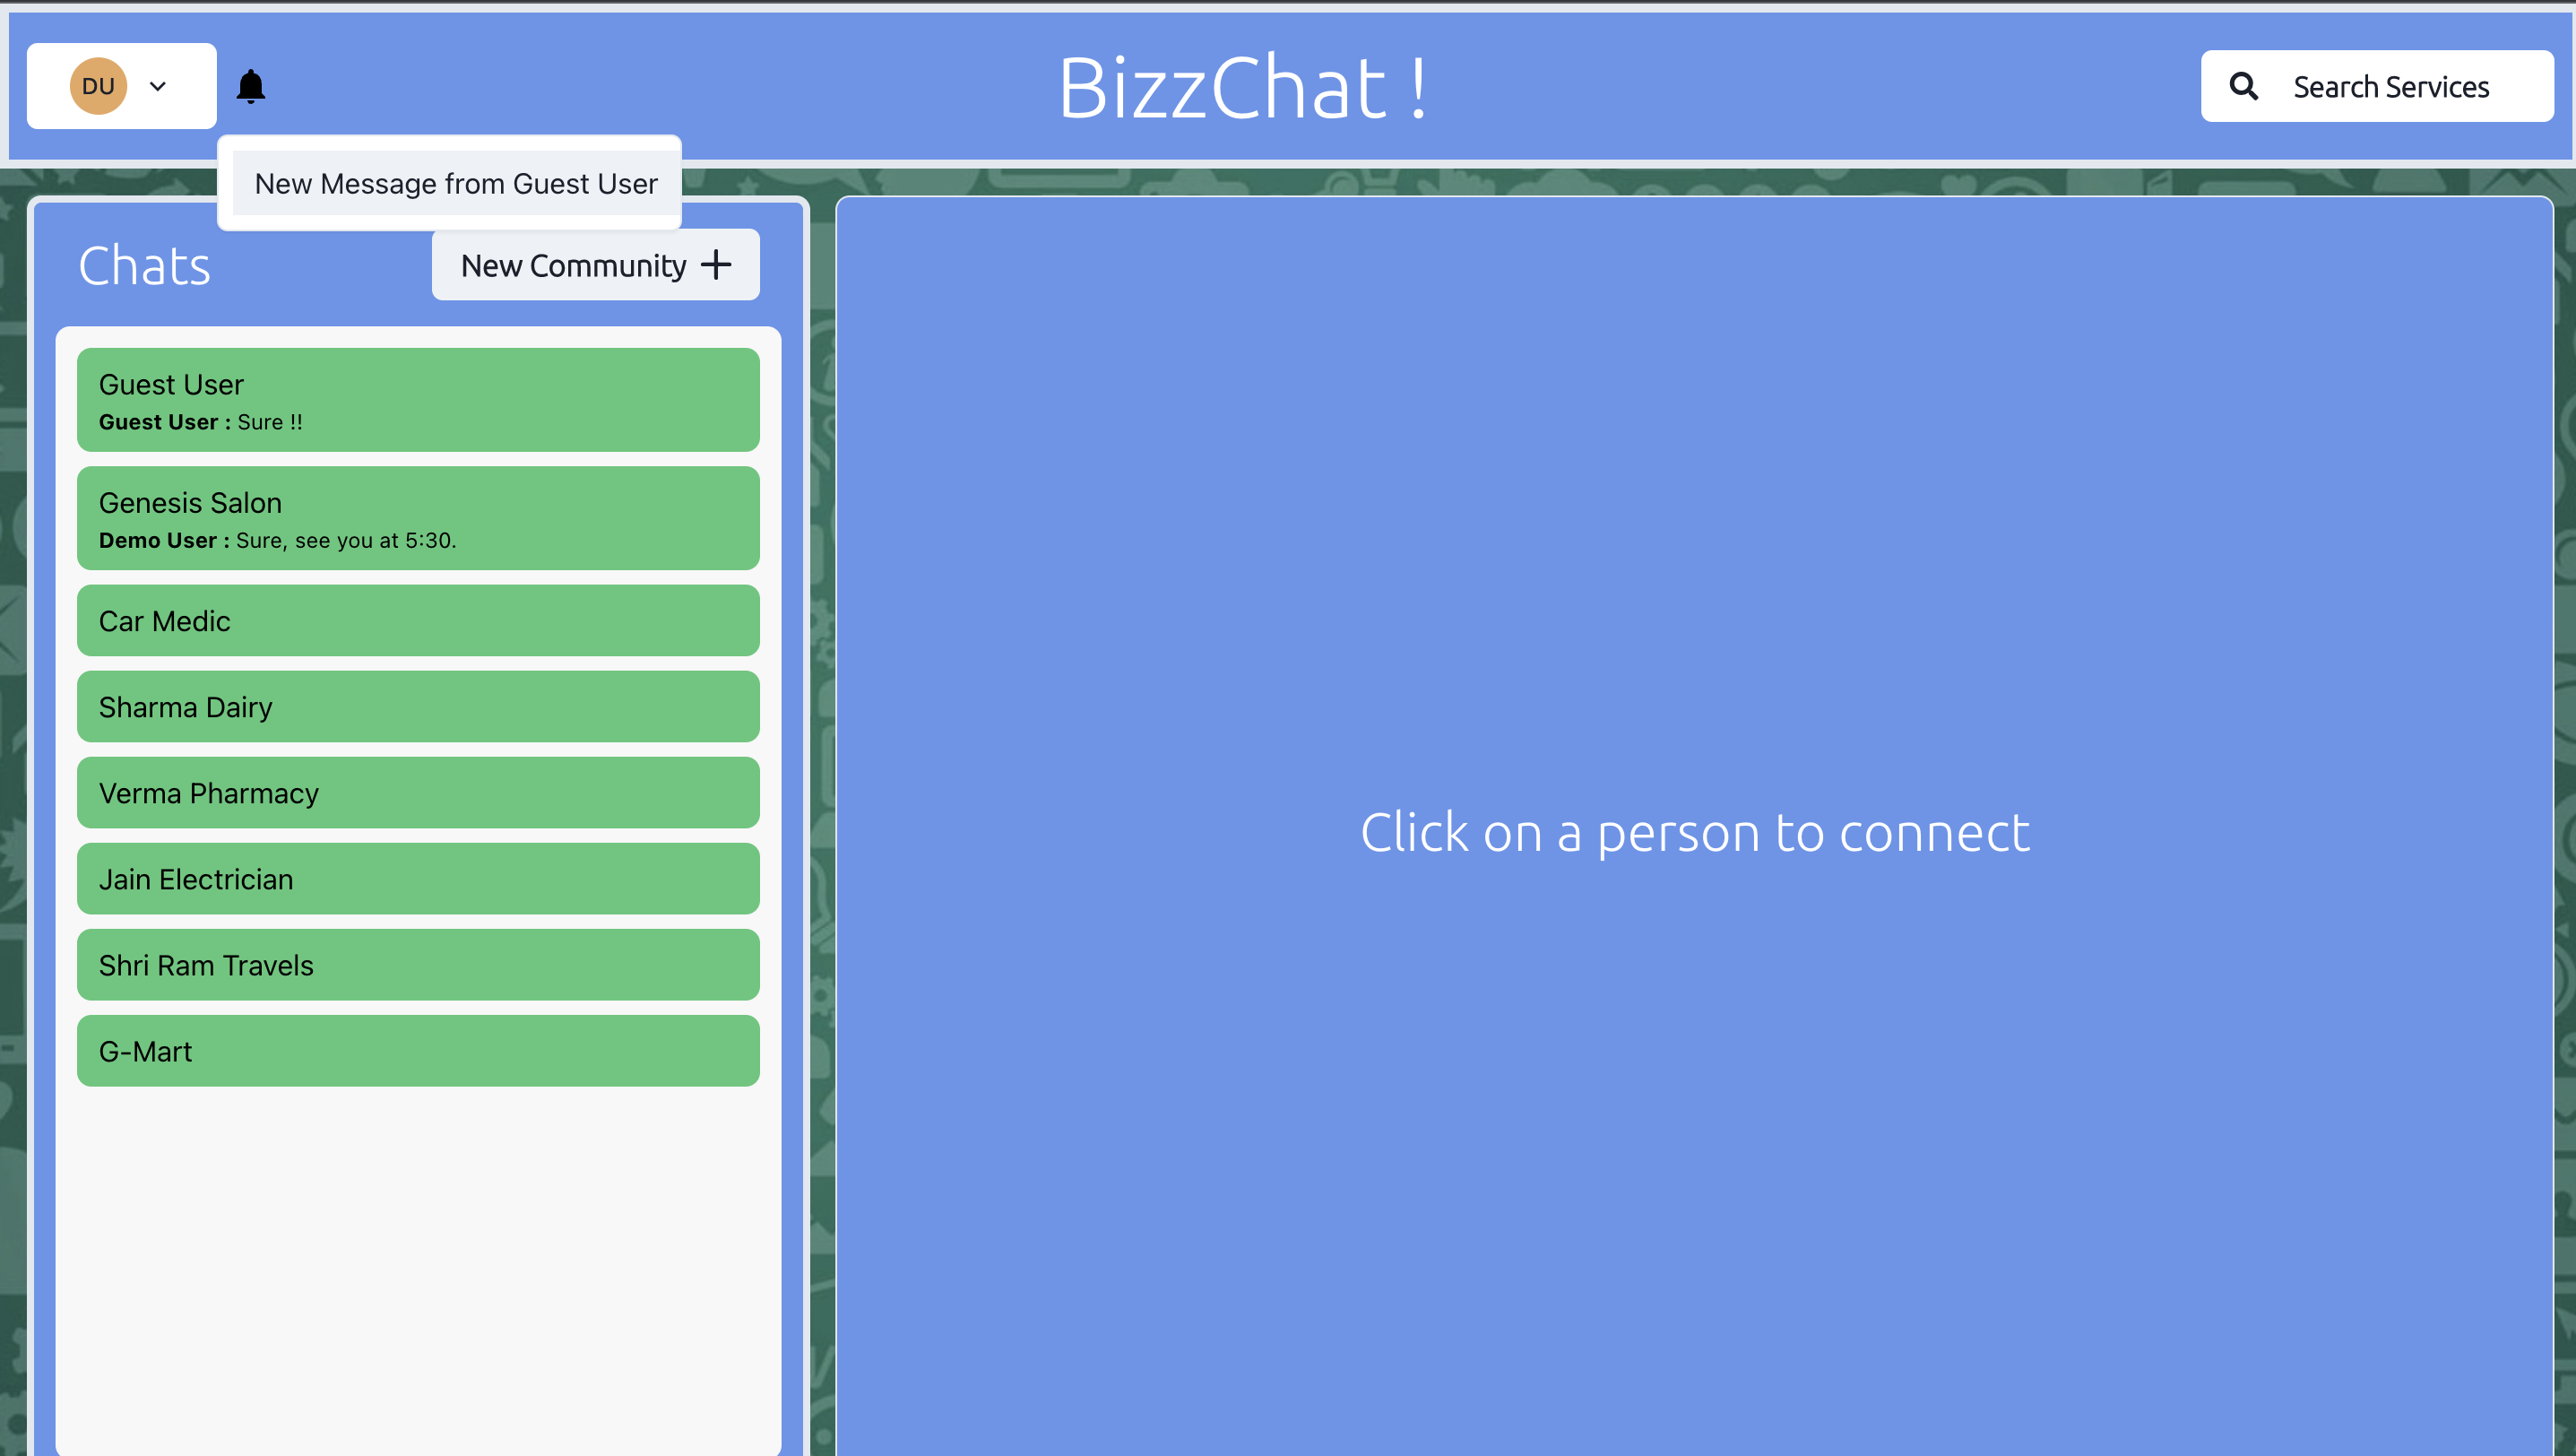 DU
BizzChat !
Search Services
New Message from Guest User
Chats
New Community
Guest User
Guest User : Sure !!
Genesis Salon
Demo User : Sure, see you at 5:30.
Car Medic
Sharma Dairy
Verma Pharmacy
Jain Electrician
Shri Ram Travels
G-Mart
Click on a person to connect